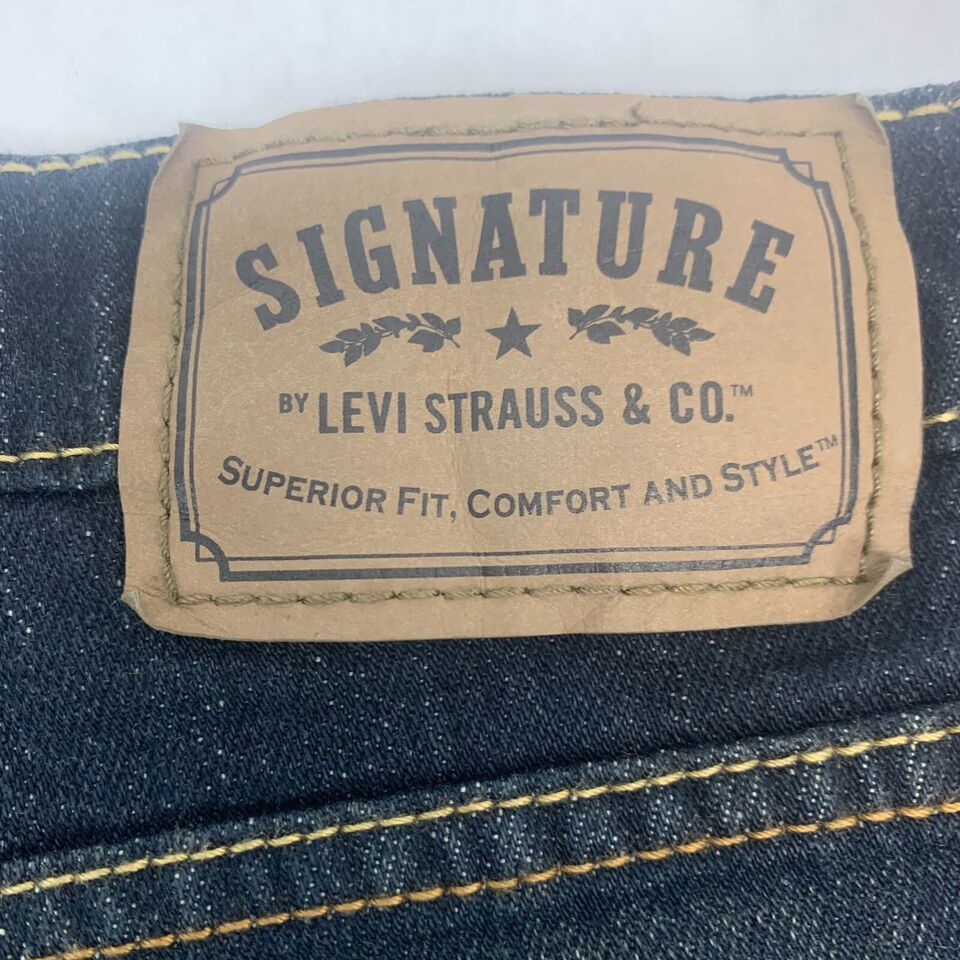 SIGNATURE
BY LEVI STRAUSS & CO.™
SUPERIOR FIT, COMFORT AND STYLE™